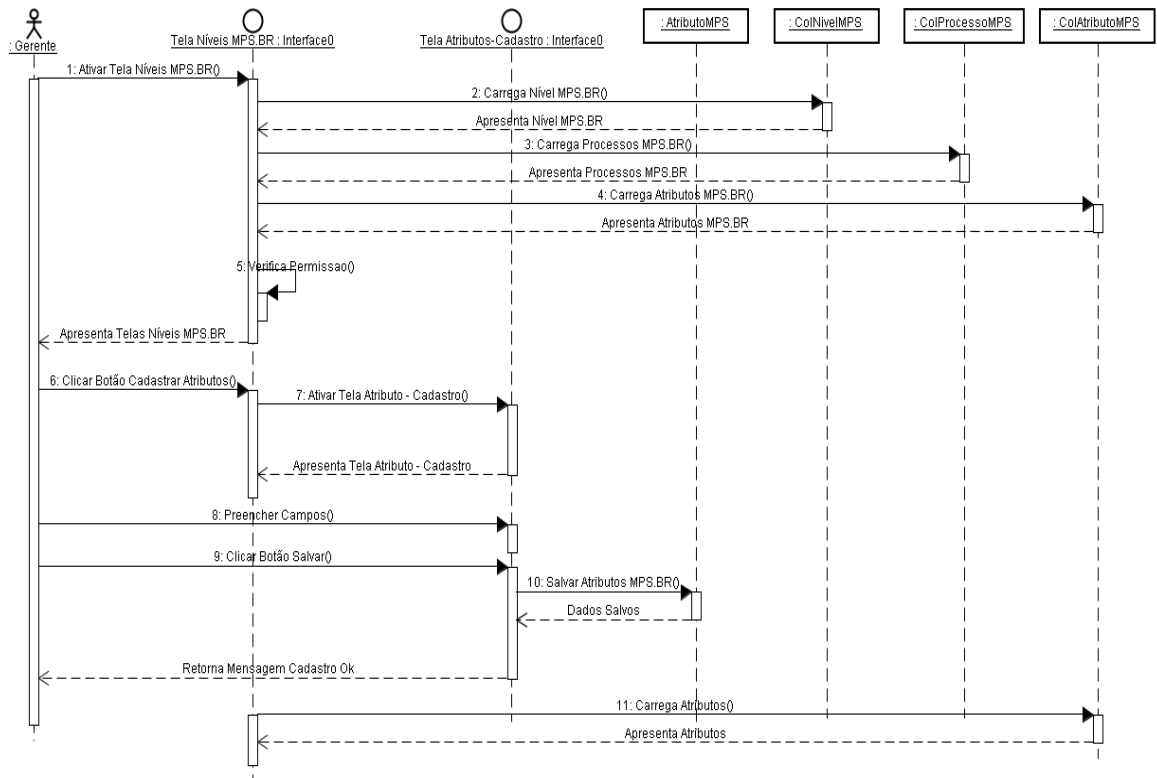 : Gerente
Tela Níveis MPS.BR : Interface0
Tela Atributos-Cadastro : Interface0
: AtributoMPS
: ColNivelMPS
: ColProcessoMPS
: ColAtributoMPS
1: Ativar Tela Níveis MPS.BR()
2: Carrega Nível MPS.BR()
Apresenta Nível MPS.BR
3: Carrega Processos MPS.BR()
Apresenta Processos MPS.BR
4: Carrega Atributos MPS.BR()
Apresenta Atributos MPS.BR
5: Verifica Permissao()
Apresenta Telas Níveis MPS.BR
6: Clicar Botão Cadastrar Atributos()
7: Ativar Tela Atributo - Cadastro()
Apresenta Tela Atributo - Cadastro
8: Preencher Campos()
9: Clicar Botão Salvar()
10: Salvar Atributos MPS.BR()
Dados Salvos
Retorna Mensagem Cadastro Ok
11: Carrega Atributos()
Apresenta Atributos